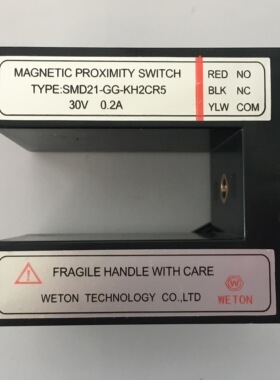 MAGNETIC PROXIMITY SWITCH
TYPE:SMD21-GG-KH2CR5
30V 0.2A
RED NO
BLK NC
YLW COM
FRAGILE HANDLE WITH CARE
WETON TECHNOLOGY CO.,LTD
WETON